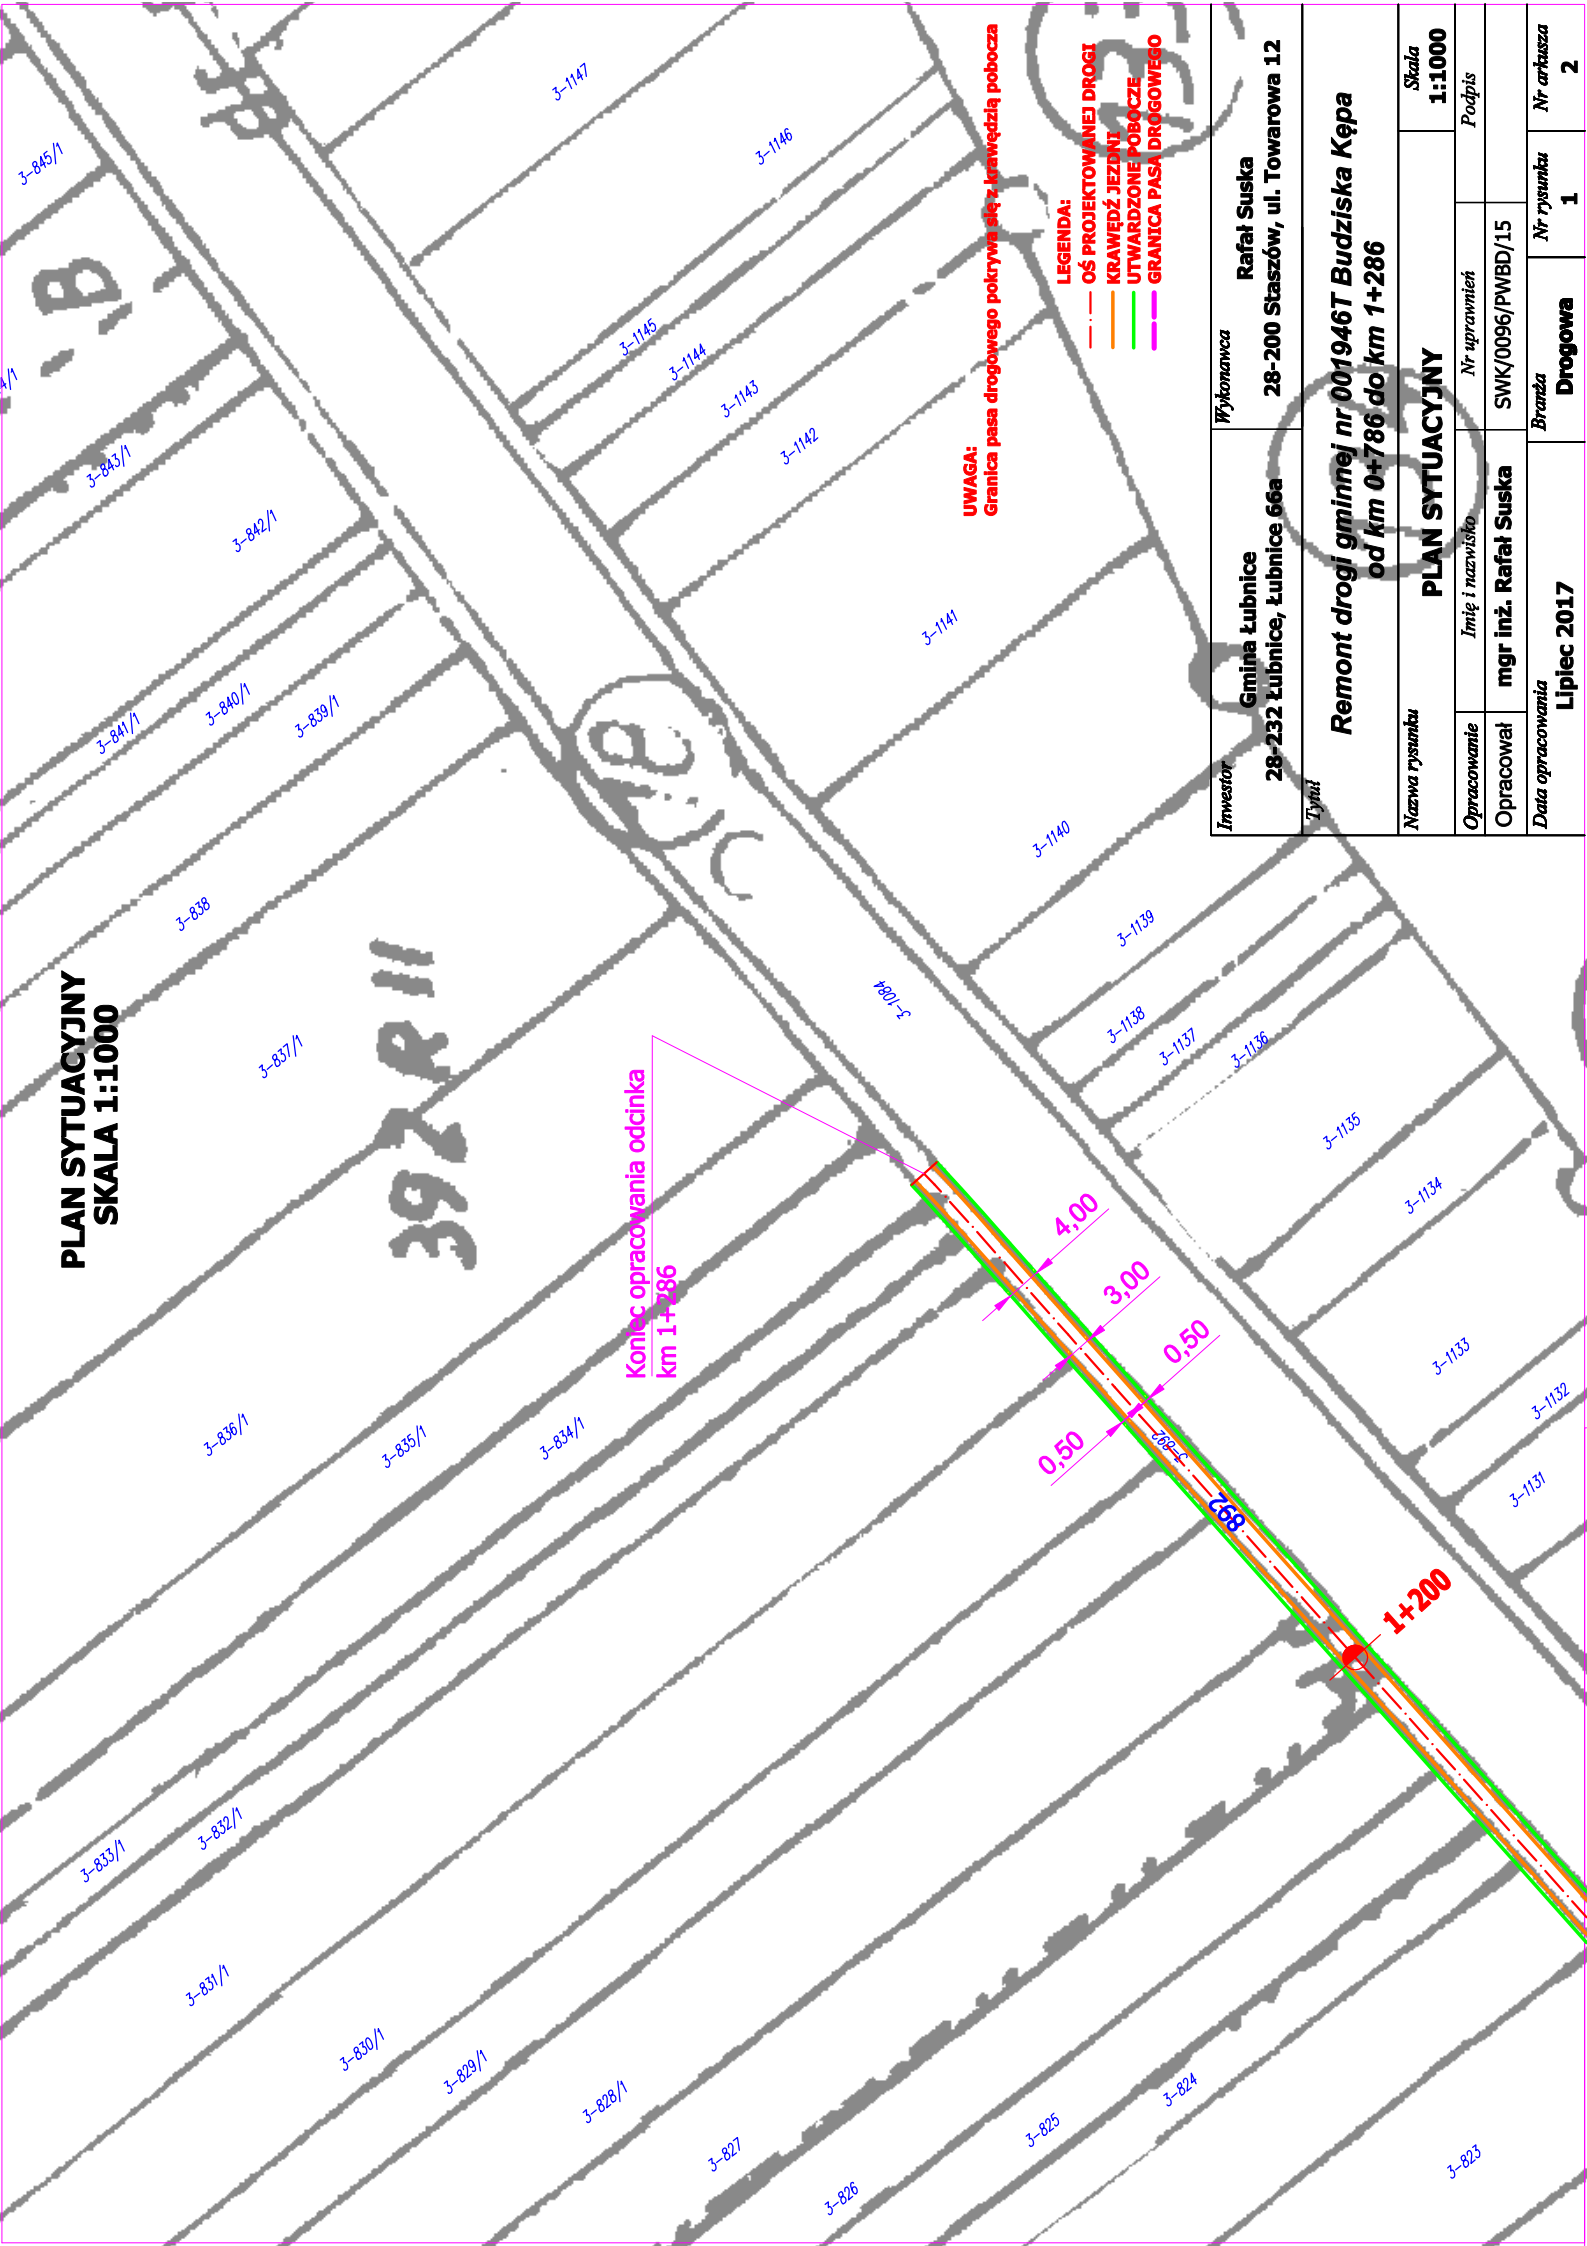 PLAN SYTUACYJNY
SKALA 1:1000
3-845/1
3-843/1
3-842/1
3-841/1
3-840/1
3-839/1
3-838
3-837/1
3-836/1
3-835/1
3-834/1
3-833/1
3-832/1
3-831/1
3-830/1
3-829/1
3-828/1
3-827
3-826
3-825
3-824
3-823
3-1147
3-1146
3-1145
3-1144
3-1143
3-1142
3-1141
3-1140
3-1139
3-1138
3-1137
3-1136
3-1135
3-1134
3-1133
3-1132
3-1131
3-1084
392 R II
Koniec opracowania odcinka
km 1+286
4,00
3,00
0,50
0,50
3-892
892
1+200
UWAGA:
Granica pasa drogowego pokrywa się z krawędzią pobocza
LEGENDA:
OŚ PROJEKTOWANEJ DROGI
KRAWĘDŹ JEZDNI
UTWARDZONE POBOCZE
GRANICA PASA DROGOWEGO
Inwestor
Gmina Łubnice
28-232 Łubnice, Łubnice 66a
Wykonawca
Rafał Suska
28-200 Staszów, ul. Towarowa 12
Tytuł
Remont drogi gminnej nr 001946T Budziska Kępa
od km 0+786 do km 1+286
Nazwa rysunku
PLAN SYTUACYJNY
Skala
1:1000
Opracowanie
Imię i nazwisko
Nr uprawnień
Podpis
Opracował
mgr inż. Rafał Suska
SWK/0096/PWBD/15
Data opracowania
Lipiec 2017
Branża
Drogowa
Nr rysunku
1
Nr arkusza
2